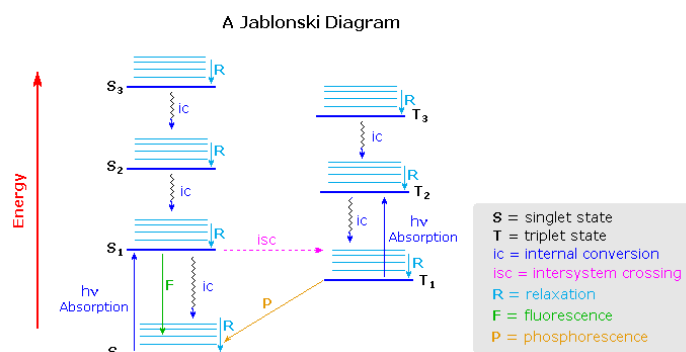 A Jablonski Diagram
S3
R
ic
T3
R
ic
S2
R
ic
T2
R
ic
S1
R
isc
hν
Absorption
T1
R
hν
Absorption
F
ic
P
R
S
Energy
S = singlet state
T = triplet state
ic = internal conversion
isc = intersystem crossing
R = relaxation
F = fluorescence
P = phosphorescence